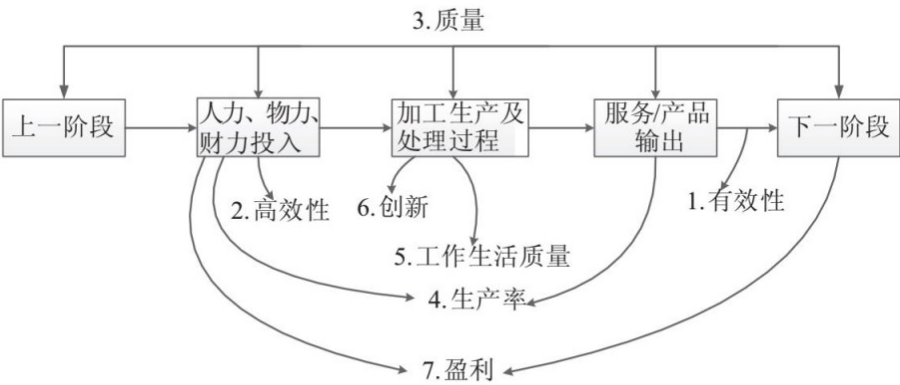 3.质量
上一阶段
人力、物力、
财力投入
加工生产及
处理过程
服务/产品
输出
下一阶段
2.高效性
6.创新
1.有效性
5.工作生活质量
4.生产率
7.盈利